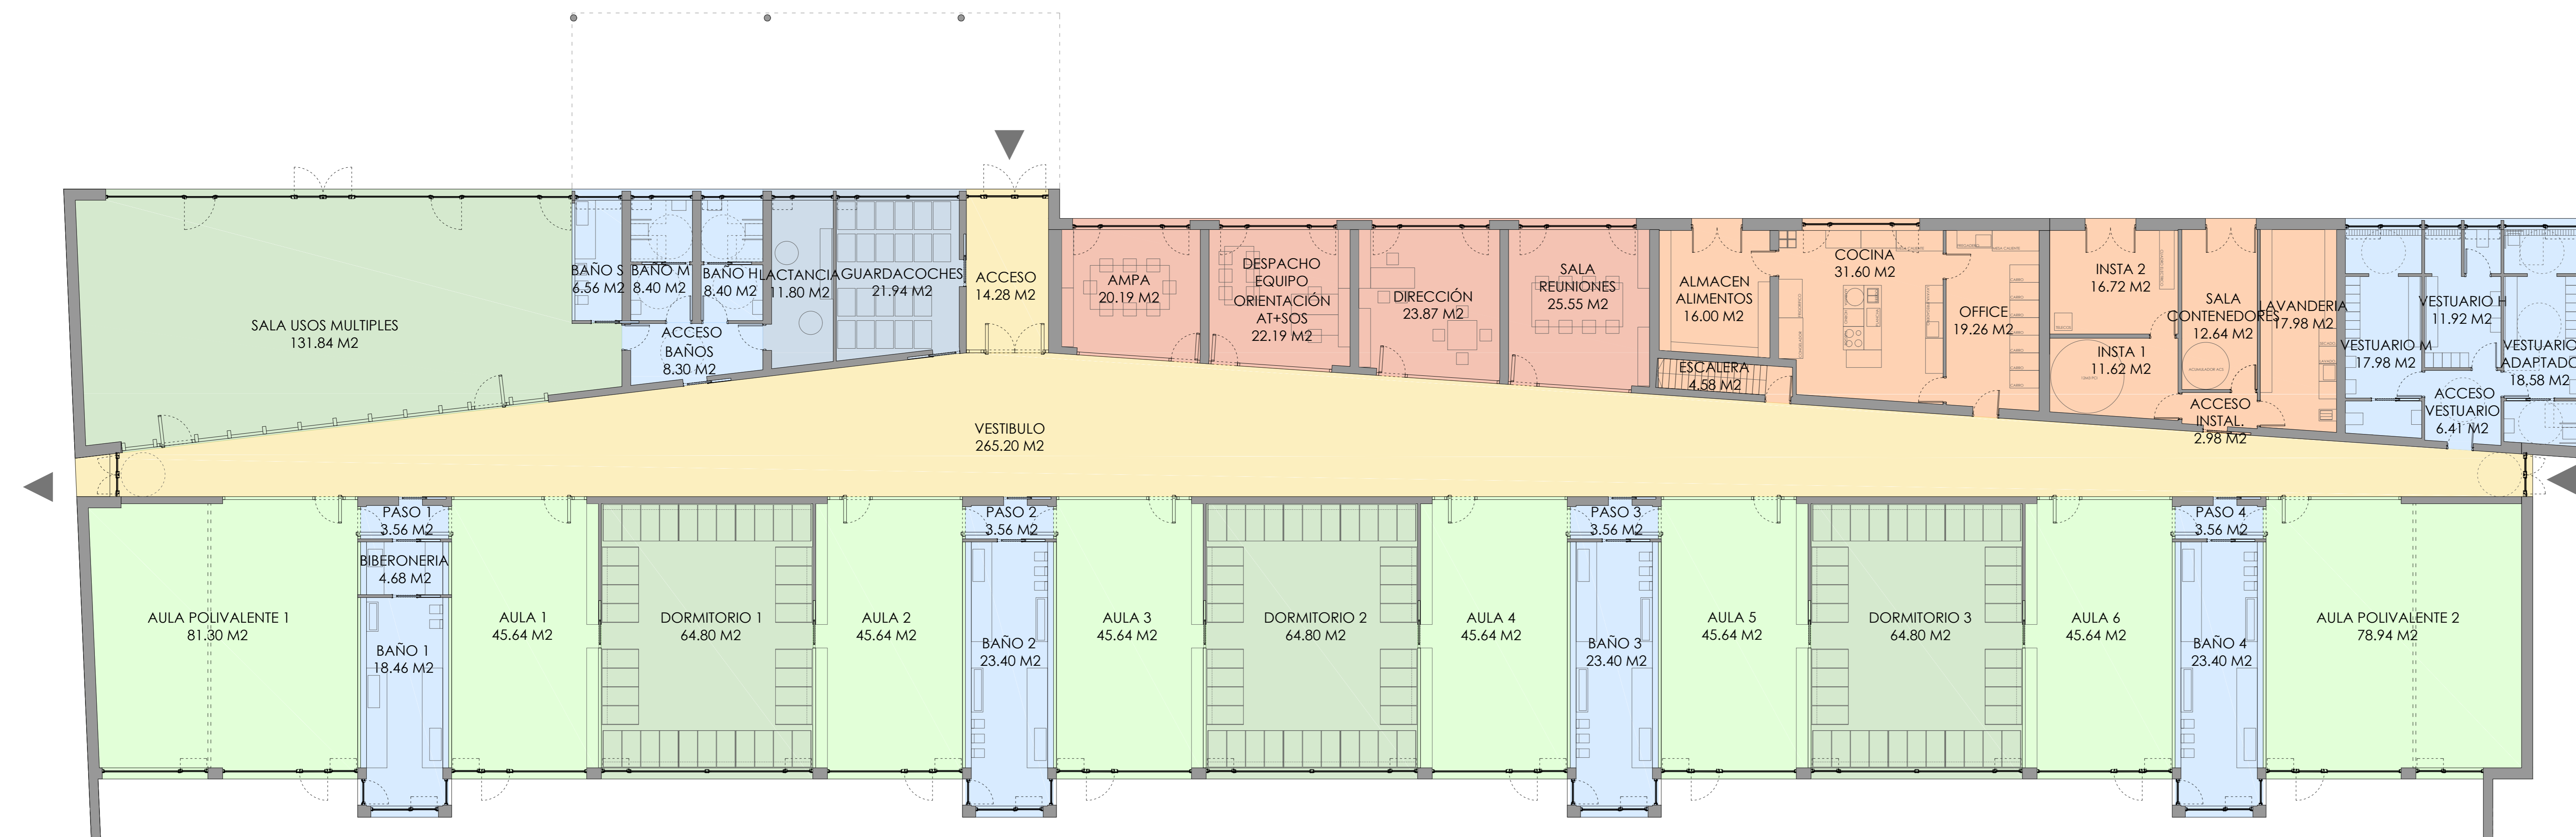 SALA USOS MULTIPLES
131.84 M2
BAÑO S
6.56 M2
BAÑO M
8.40 M2
BAÑO H
8.40 M2
ACCESO
BAÑOS
8.30 M2
LACTANCIA
11.80 M2
GUARDACOCHES
21.94 M2
ACCESO
14.28 M2
AMPA
20.19 M2
DESPACHO
EQUIPO
ORIENTACIÓN
AT+SOS
22.19 M2
DIRECCIÓN
23.87 M2
SALA
REUNIONES
25.55 M2
ALMACEN
ALIMENTOS
16.00 M2
ESCALERA
4.58 M2
COCINA
31.60 M2
OFFICE
19.26 M2
CARRO
CARRO
CARRO
CARRO
CARRO
CARRO
CARRO
INSTA 2
16.72 M2
INSTA 1
11.62 M2
SALA
CONTENEDORES
12.64 M2
ACUMULADOR ACS
ACCESO
INSTAL.
2.98 M2
LAVANDERIA
17.98 M2
VESTUARIO M
17.98 M2
VESTUARIO H
11.92 M2
ACCESO
VESTUARIO
6.41 M2
VESTUARIO
ADAPTADO
18.58 M2
VESTIBULO
265.20 M2
AULA POLIVALENTE 1
81.30 M2
PASO 1
3.56 M2
BIBERONERIA
4.68 M2
BAÑO 1
18.46 M2
AULA 1
45.64 M2
DORMITORIO 1
64.80 M2
AULA 2
45.64 M2
PASO 2
3.56 M2
BAÑO 2
23.40 M2
AULA 3
45.64 M2
DORMITORIO 2
64.80 M2
AULA 4
45.64 M2
PASO 3
3.56 M2
BAÑO 3
23.40 M2
AULA 5
45.64 M2
DORMITORIO 3
64.80 M2
AULA 6
45.64 M2
PASO 4
3.56 M2
BAÑO 4
23.40 M2
AULA POLIVALENTE 2
78.94 M2